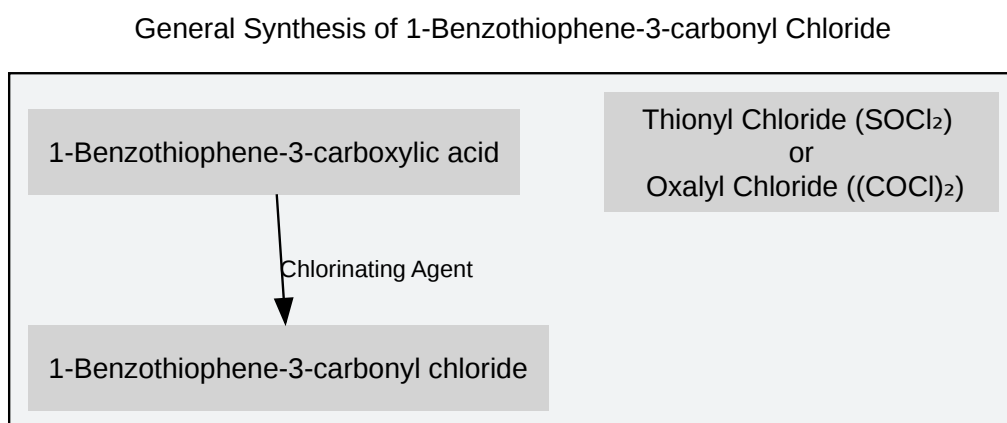 General Synthesis of 1-Benzothiophene-3-carbonyl Chloride
1-Benzothiophene-3-carboxylic acid
Thionyl Chloride (SOCl₂)
or
Oxalyl Chloride ((COCl)₂)
Chlorinating Agent
1-Benzothiophene-3-carbonyl chloride